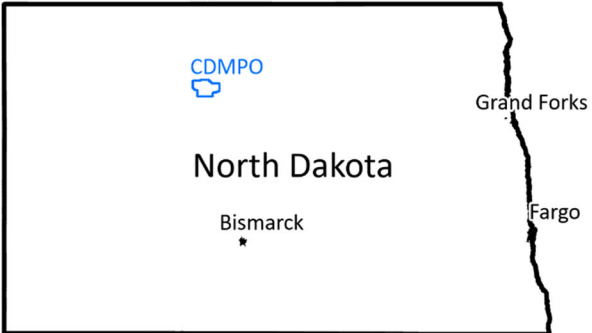 CDMPO
Grand Forks
North Dakota
Fargo
Bismarck